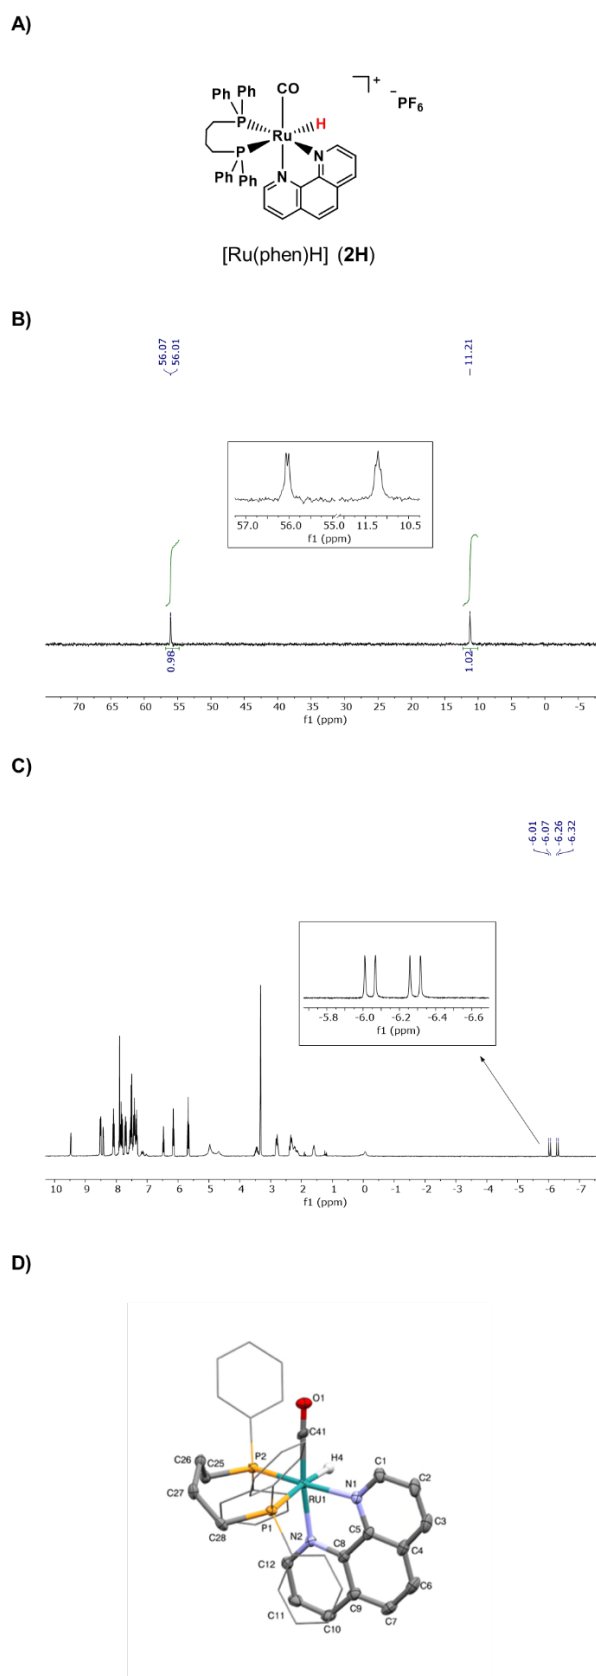 A)
Ph Ph
CO
+
-PF6
P
Ru
H
P
N
N
Ph Ph
[Ru(phen)H] (2H)
B)
56.07
56.01
11.21
57.0 56.0 55.0 11.5 10.5
f1 (ppm)
0.98
1.02
70 65 60 55 50 45 40 35 30 25 20 15 10 5 0 -5
f1 (ppm)
C)
-6.01
-6.07
-6.26
-6.32
-5.8 -6.0 -6.2 -6.4 -6.6
f1 (ppm)
10 9 8 7 6 5 4 3 2 1 0 -1 -2 -3 -4 -5 -6 -7
f1 (ppm)
D)
O1
C41
P2
H4
C26
C25
C1
N1
C2
C27
RU1
P1
C5
C3
C28
N2
C4
C8
C12
C6
C9
C7
C11
C10